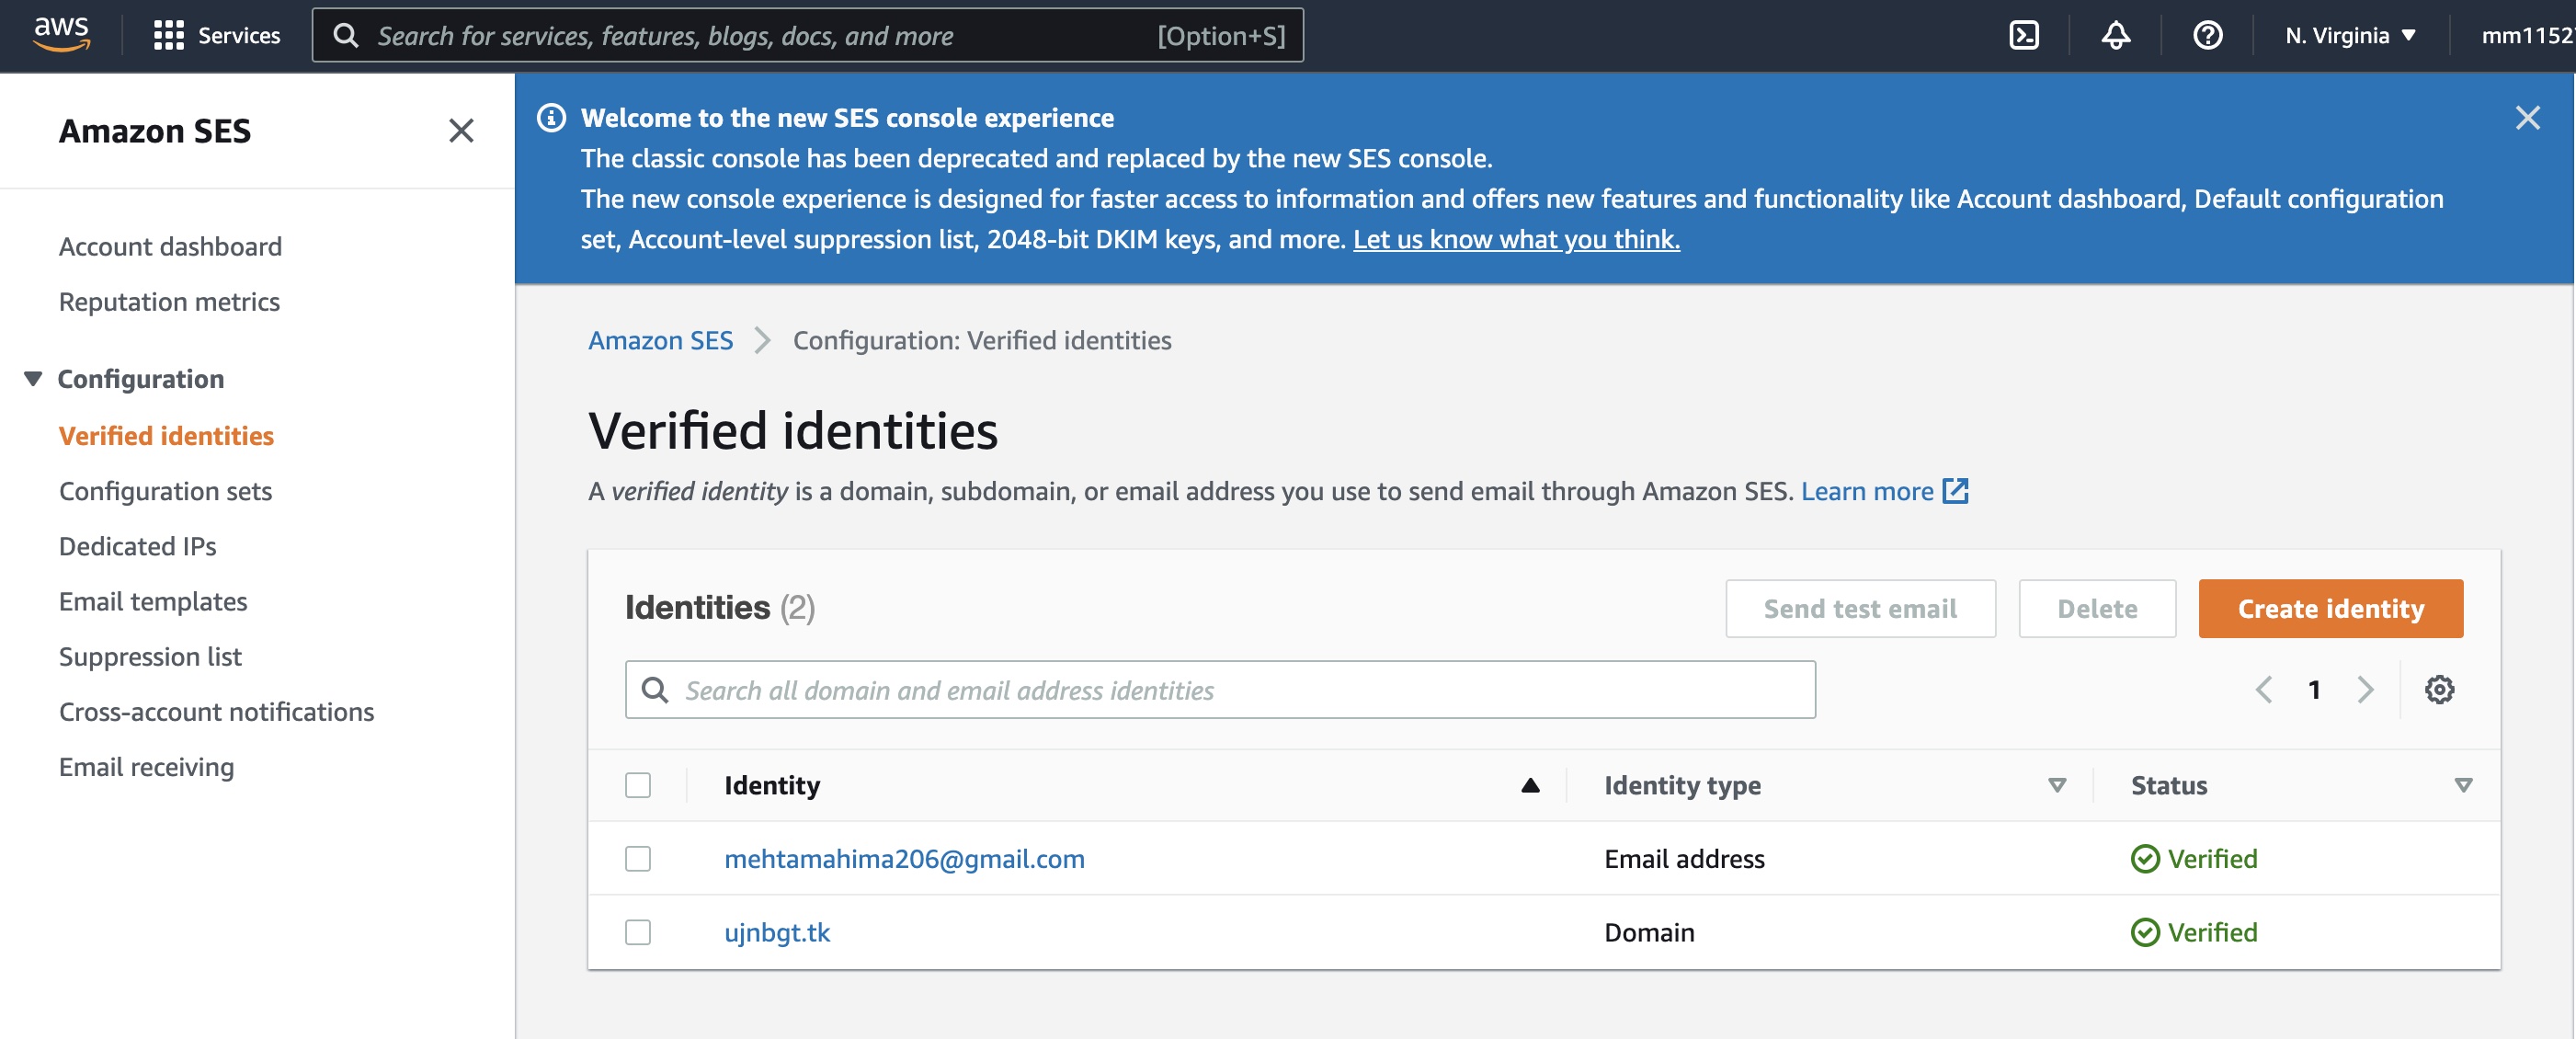 aws Services Search for services, features, blogs, docs, and more [Option+S] N. Virginia mm1152
Amazon SES
Account dashboard
Reputation metrics
Configuration
Verified identities
Configuration sets
Dedicated IPs
Email templates
Suppression list
Cross-account notifications
Email receiving
Welcome to the new SES console experience
The classic console has been deprecated and replaced by the new SES console.
The new console experience is designed for faster access to information and offers new features and functionality like Account dashboard, Default configuration
set, Account-level suppression list, 2048-bit DKIM keys, and more. Let us know what you think.
Amazon SES Configuration: Verified identities
Verified identities
A verified identity is a domain, subdomain, or email address you use to send email through Amazon SES. Learn more
Identities (2) Send test email Delete Create identity
Search all domain and email address identities 1
Identity Identity type Status
mehtamahima206@gmail.com Email address Verified
ujnbgt.tk Domain Verified